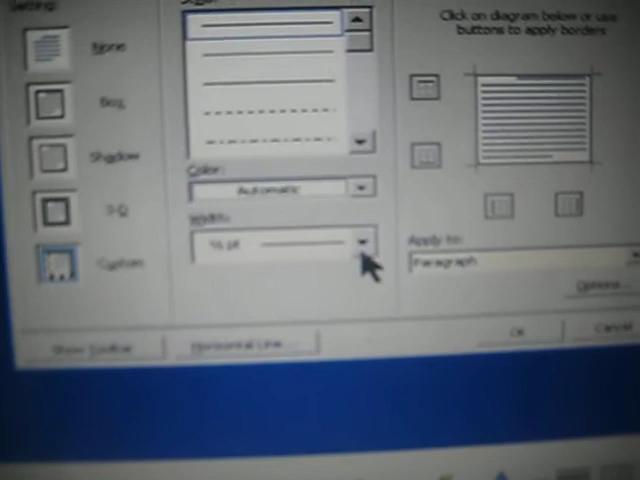 Setting:
Style:
Click on diagram below or use
buttons to apply borders
None
Box
Shadow
3-D
Custom
Color:
Automatic
Width:
½ pt
Apply to:
Paragraph
Options...
Show Toolbar
Horizontal Line...
OK
Cancel